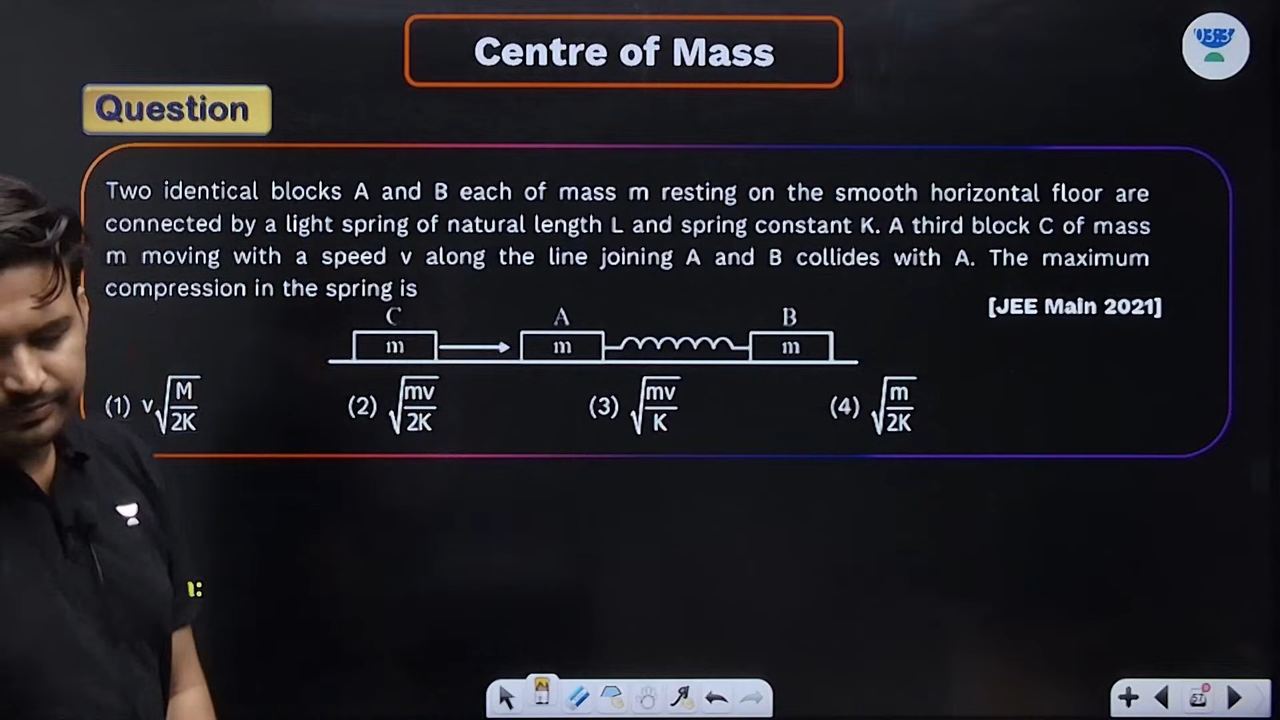 Centre of Mass
Question
Two identical blocks A and B each of mass m resting on the smooth horizontal floor are
connected by a light spring of natural length L and spring constant K. A third block C of mass
m moving with a speed v along the line joining A and B collides with A. The maximum
compression in the spring is
[JEE Main 2021]
C A B
m m m
(1) v√(M/2K) (2) √(mv/2K) (3) √(mv/K) (4) √(m/2K)
57